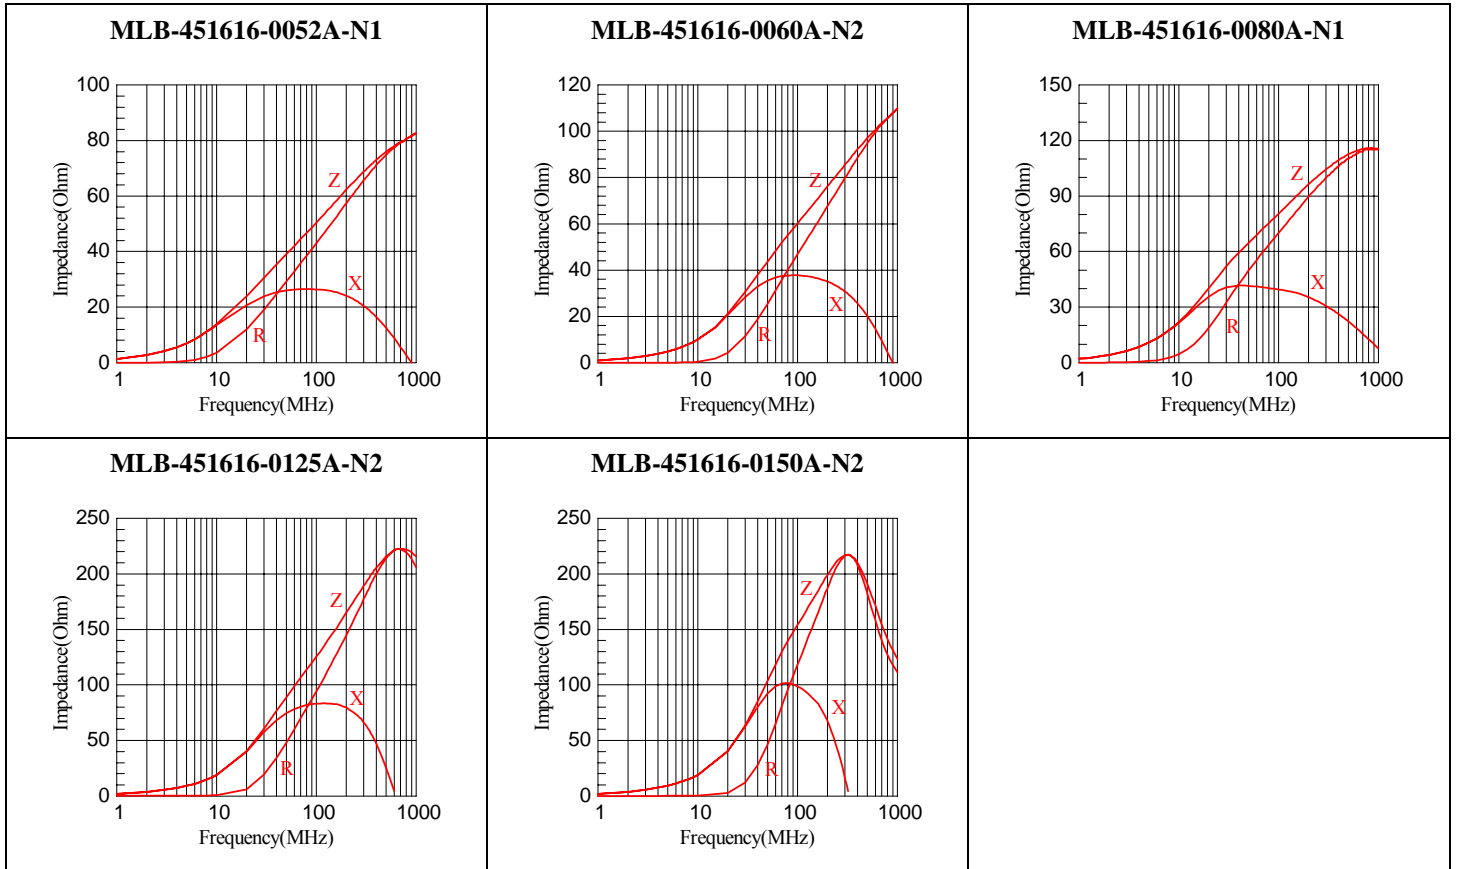 MLB-451616-0052A-N1
100
80
60
40
20
0
Impedance(Ohm)
Z
X
R
1 10 100 1000
Frequency(MHz)
MLB-451616-0060A-N2
120
100
80
60
40
20
0
Impedance(Ohm)
Z
X
R
1 10 100 1000
Frequency(MHz)
MLB-451616-0080A-N1
150
120
90
60
30
0
Impedance(Ohm)
Z
X
R
1 10 100 1000
Frequency(MHz)
MLB-451616-0125A-N2
250
200
150
100
50
0
Impedance(Ohm)
Z
X
R
1 10 100 1000
Frequency(MHz)
MLB-451616-0150A-N2
250
200
150
100
50
0
Impedance(Ohm)
Z
X
R
1 10 100 1000
Frequency(MHz)